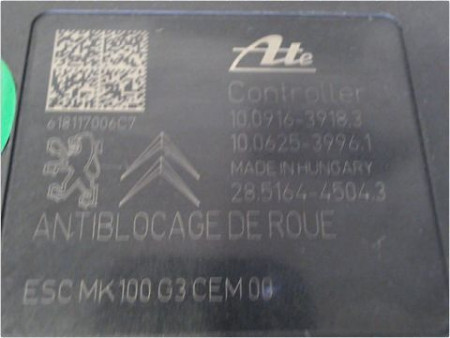 Ate
Controller
618117006C7
10.0916-3918.3
10.0625-3996.1
MADE IN HUNGARY
28.5164-4504.3
ANTIBLOCAGE DE ROUE
ESC MK100 G3 CEM 00